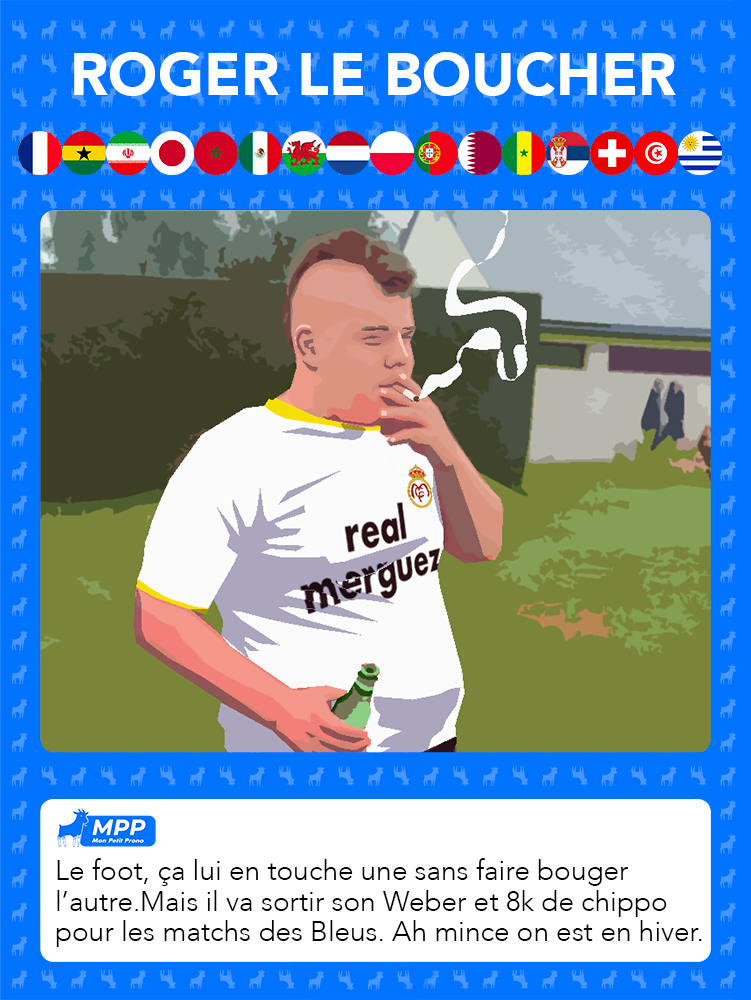 ROGER LE BOUCHER
real
merguez
MPP
Mon Petit Prono
Le foot, ça lui en touche une sans faire bouger
l’autre.Mais il va sortir son Weber et 8k de chippo
pour les matchs des Bleus. Ah mince on est en hiver.